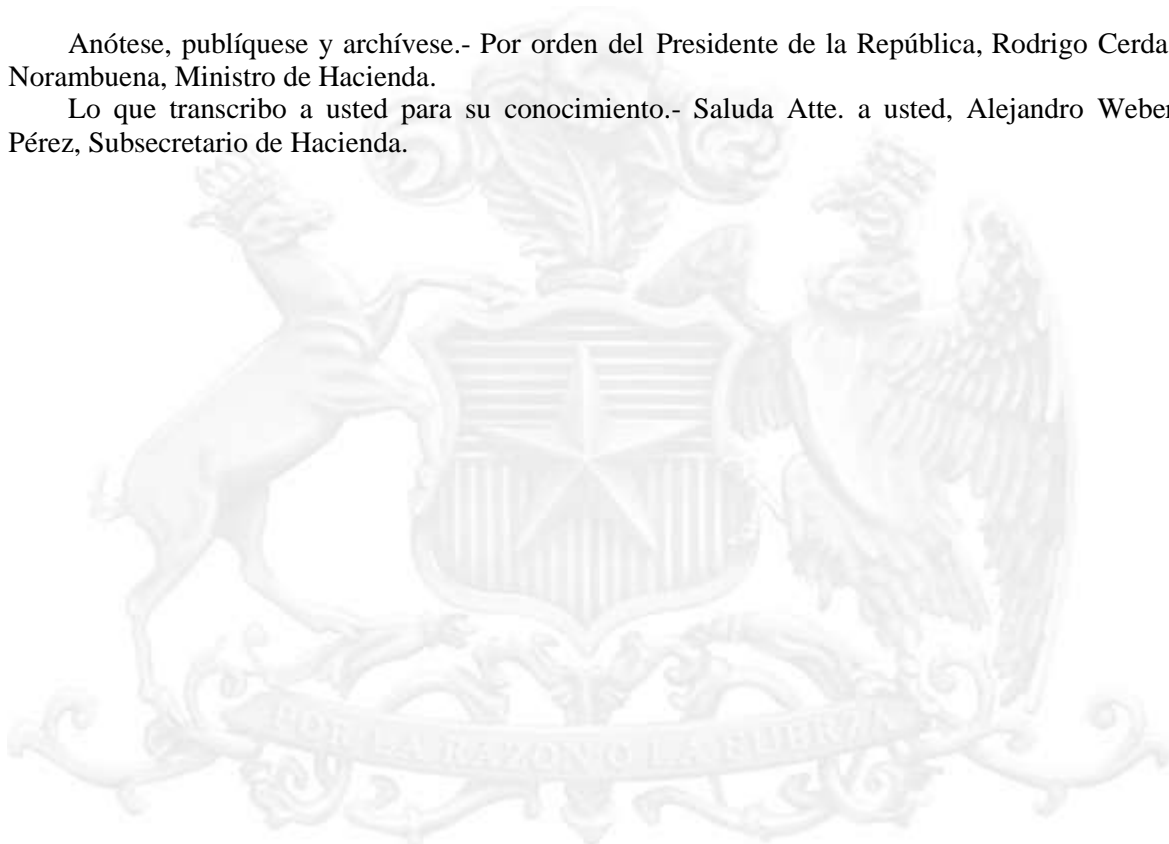 Anótese, publíquese y archívese.- Por orden del Presidente de la República, Rodrigo Cerda
Norambuena, Ministro de Hacienda.
Lo que transcribo a usted para su conocimiento.- Saluda Atte. a usted, Alejandro Weber
Pérez, Subsecretario de Hacienda.
POR LA RAZON O LA FUERZA